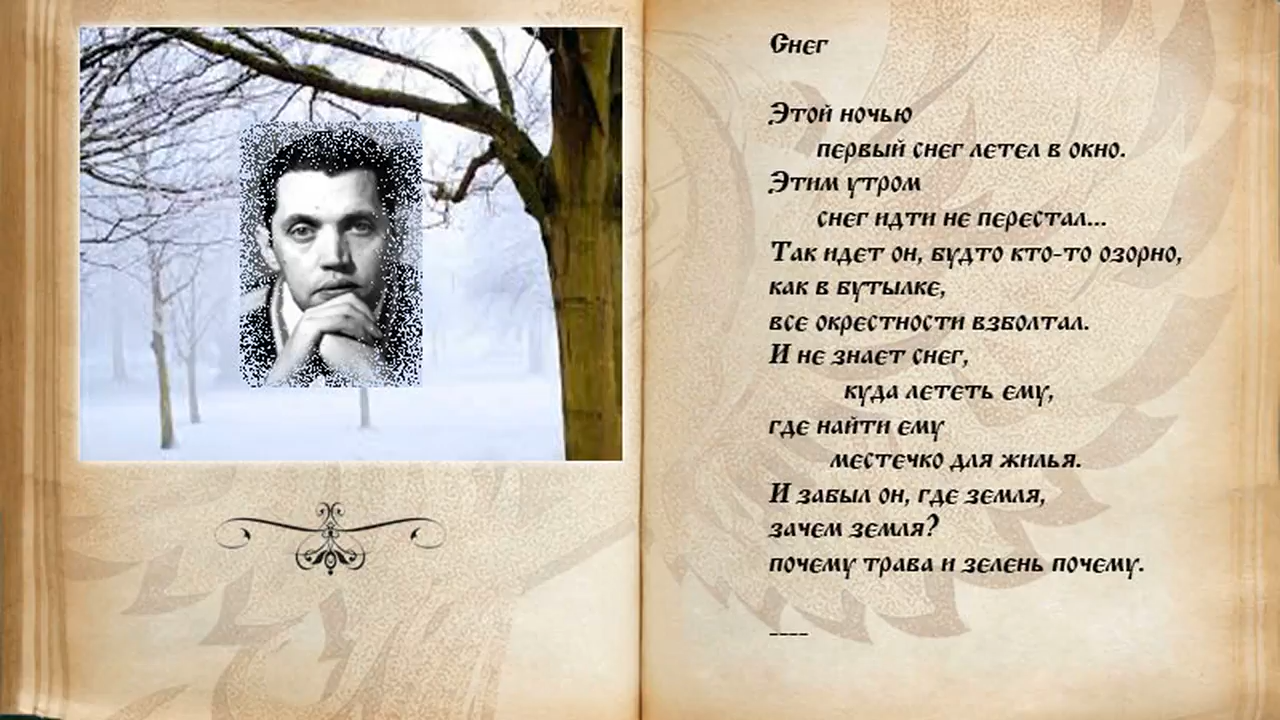 Снег
Этой ночью
первый снег летел в окно.
Этим утром
снег идти не перестал...
Так идет он, будто кто-то озорно,
как в бутылке,
все окрестности взболтал.
И не знает снег,
куда лететь ему,
где найти ему
местечко для жилья.
И забыл он, где земля,
зачем земля?
почему трава и зелень почему.
----